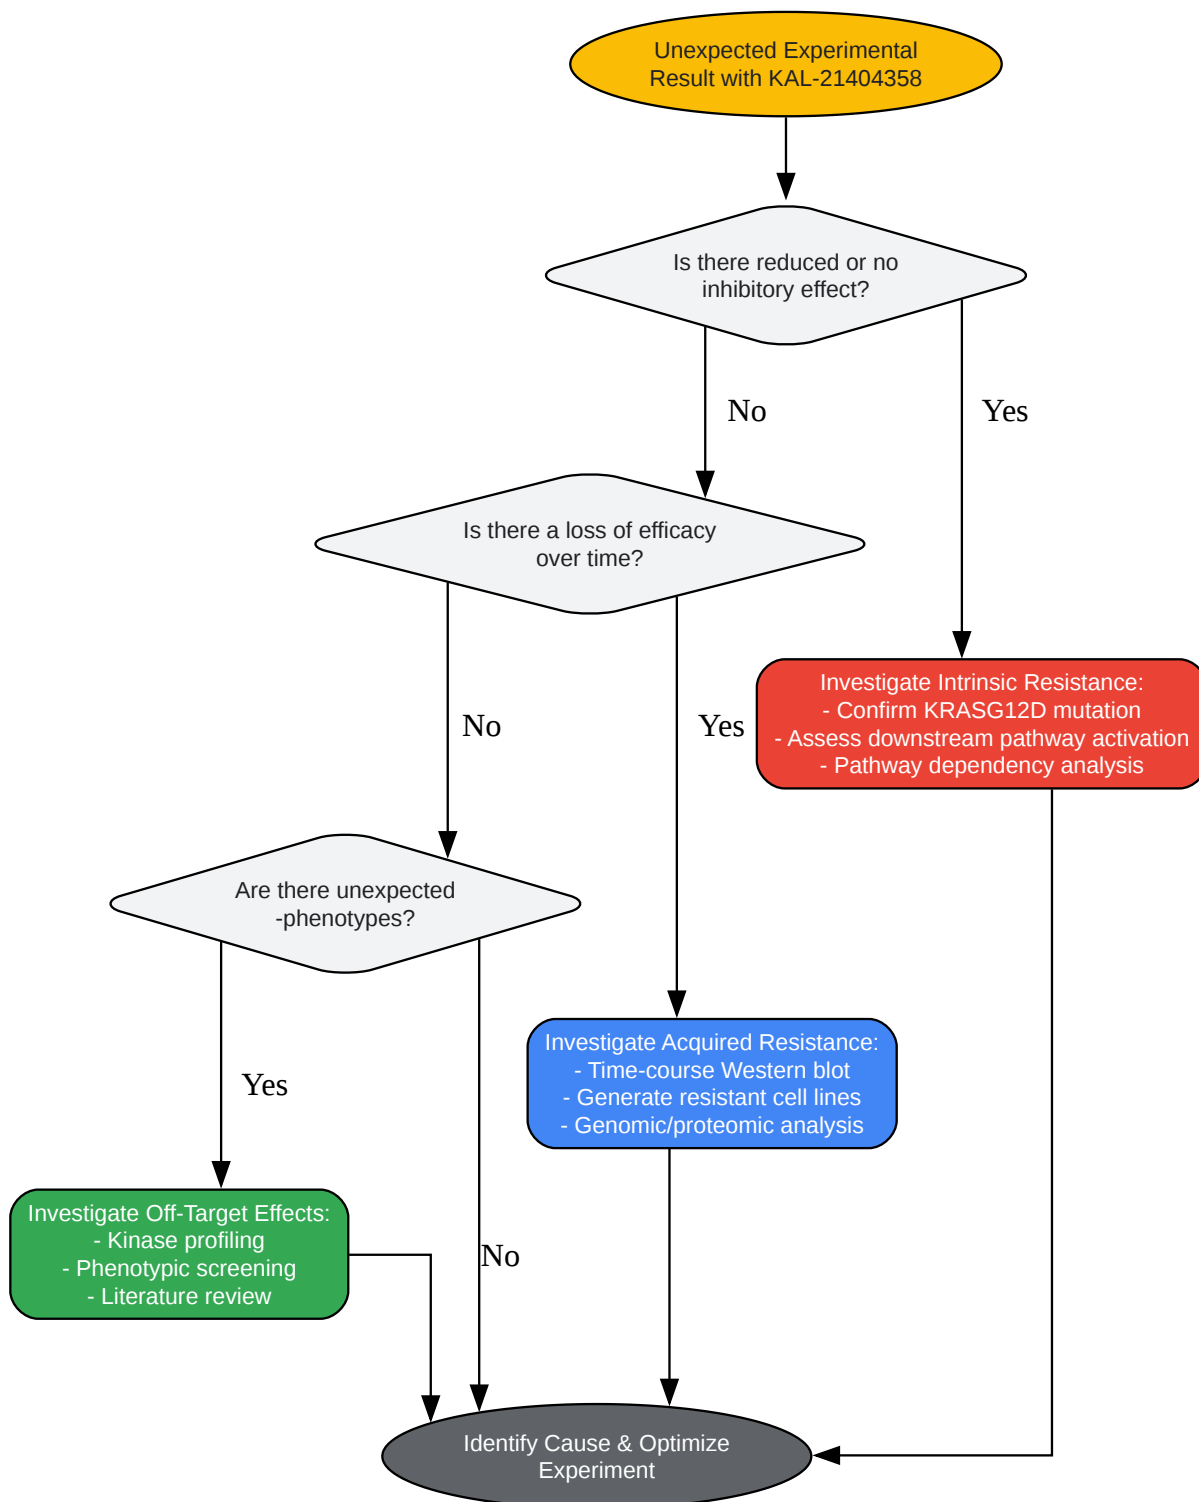 Unexpected Experimental
Result with KAL-21404358
Is there reduced or no
inhibitory effect?
No
Yes
Is there a loss of efficacy
over time?
No
Yes
Investigate Intrinsic Resistance:
- Confirm KRASG12D mutation
- Assess downstream pathway activation
- Pathway dependency analysis
Are there unexpected
-phenotypes?
Yes
No
Investigate Acquired Resistance:
- Time-course Western blot
- Generate resistant cell lines
- Genomic/proteomic analysis
Investigate Off-Target Effects:
- Kinase profiling
- Phenotypic screening
- Literature review
Identify Cause & Optimize
Experiment